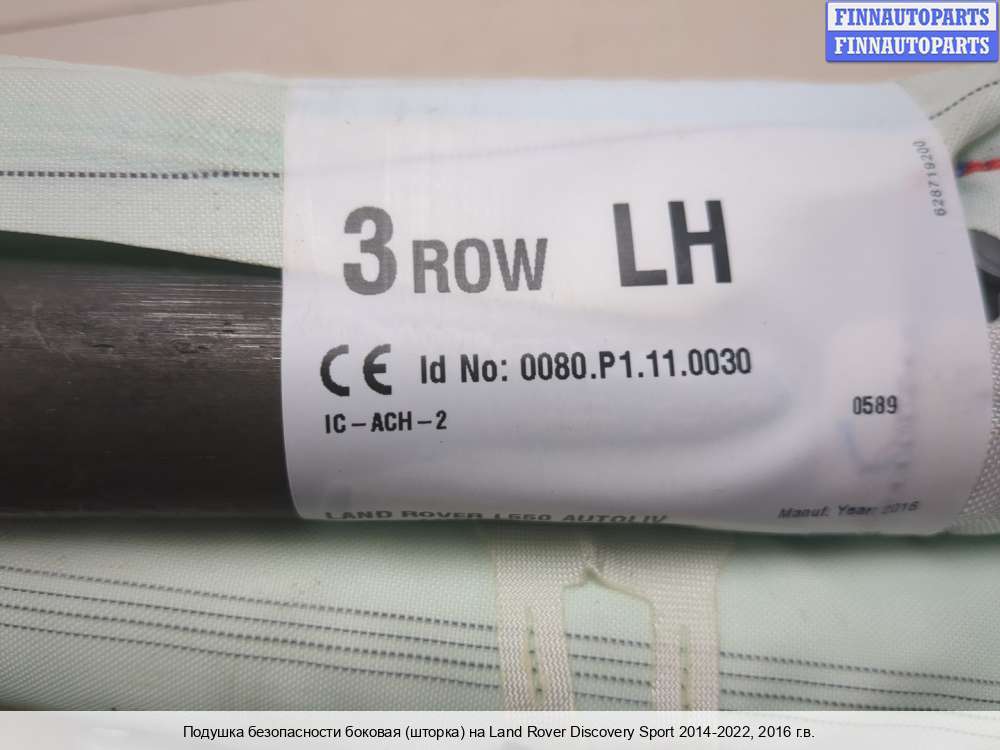 FINNAUTOPARTS
FINNAUTOPARTS
628719200
3 ROW LH
CE Id No: 0080.P1.11.0030
IC-ACH-2
0589
LAND ROVER L550 AUTOLIV
Manuf. Year: 2016
Подушка безопасности боковая (шторка) на Land Rover Discovery Sport 2014-2022, 2016 г.в.